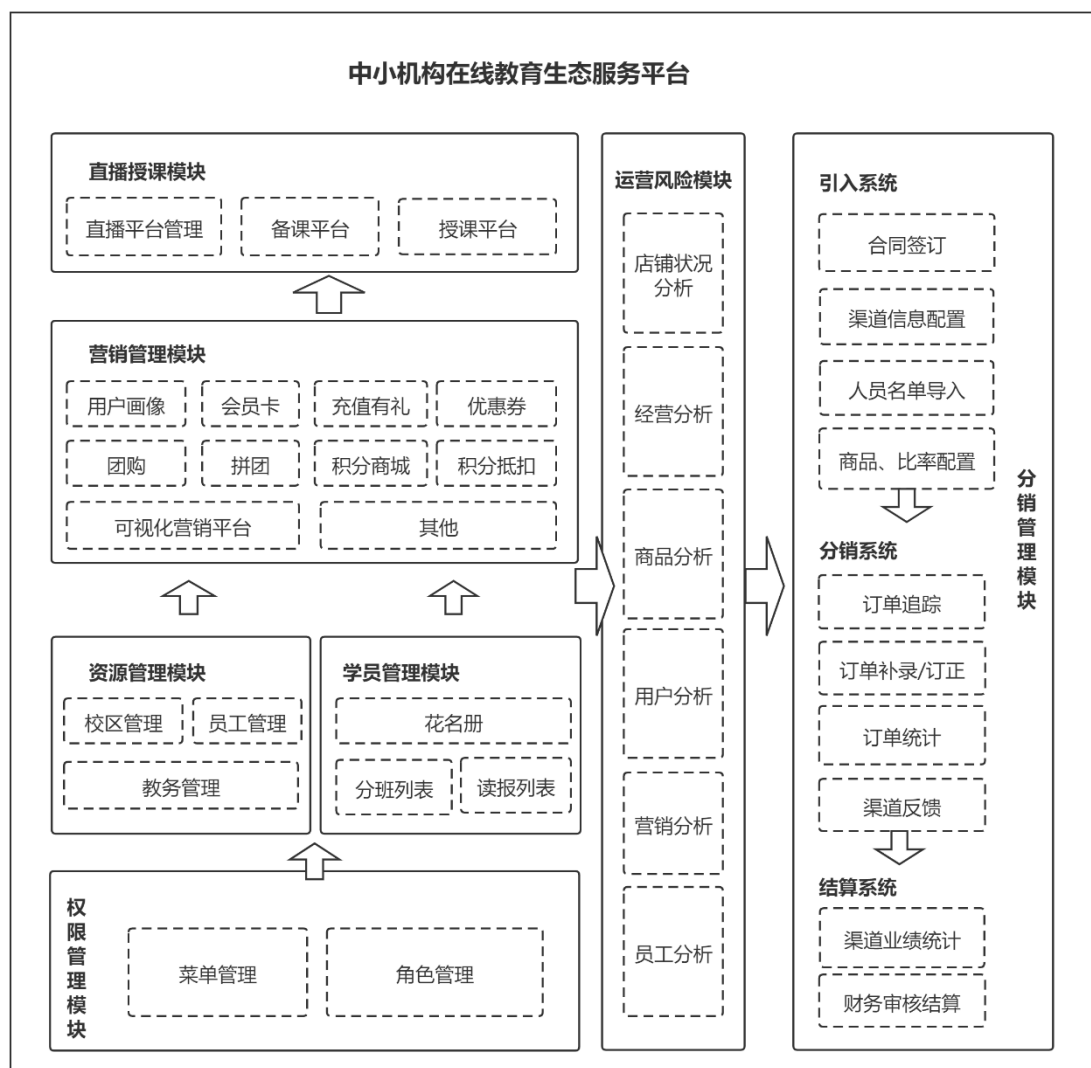 中小机构在线教育生态服务平台
直播授课模块
直播平台管理
备课平台
授课平台
营销管理模块
用户画像
会员卡
充值有礼
优惠券
团购
拼团
积分商城
积分抵扣
可视化营销平台
其他
资源管理模块
校区管理
员工管理
教务管理
学员管理模块
花名册
分班列表
读报列表
权限管理模块
菜单管理
角色管理
运营风险模块
店铺状况
分析
经营分析
商品分析
用户分析
营销分析
员工分析
分销管理模块
引入系统
合同签订
渠道信息配置
人员名单导入
商品、比率配置
分销系统
订单追踪
订单补录/订正
订单统计
渠道反馈
结算系统
渠道业绩统计
财务审核结算